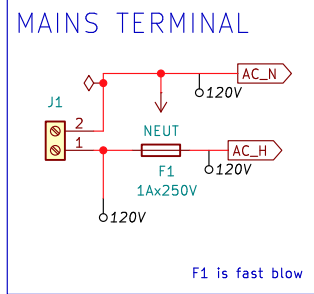 MAINS TERMINAL
AC_N
120V
J1
2
NEUT
1
AC_H
F1
120V
1Ax250V
120V
F1 is fast blow